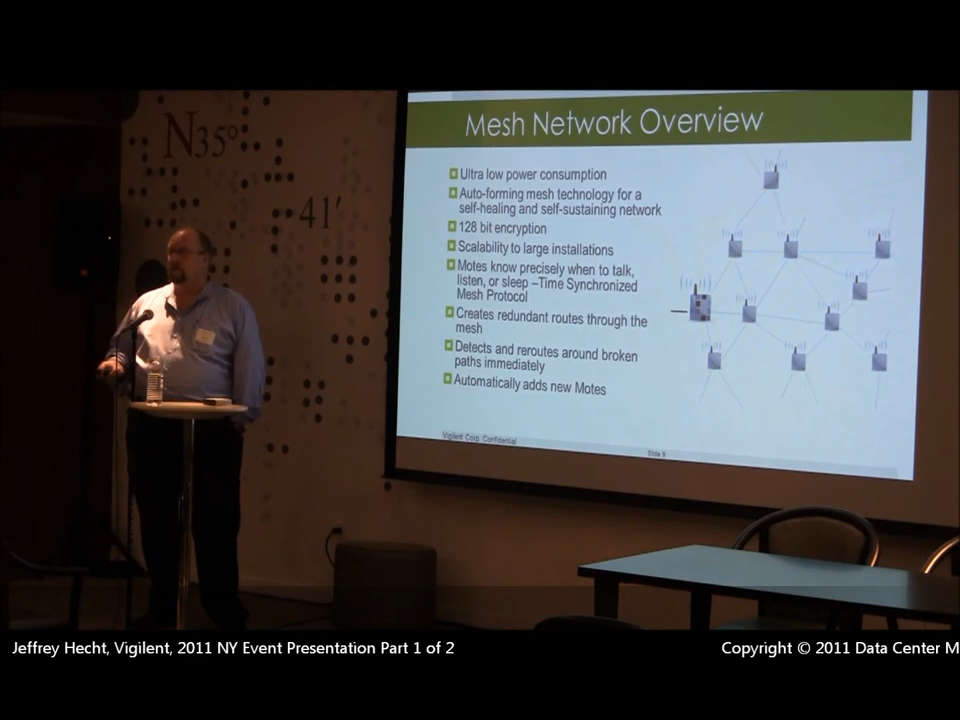 N35°
41′
Mesh Network Overview
Ultra low power consumption
Auto-forming mesh technology for a
self-healing and self-sustaining network
128 bit encryption
Scalability to large installations
Motes know precisely when to talk,
listen, or sleep –Time Synchronized
Mesh Protocol
Creates redundant routes through the
mesh
Detects and reroutes around broken
paths immediately
Automatically adds new Motes
Vigilent Corp. Confidential
Slide 9
Jeffrey Hecht, Vigilent, 2011 NY Event Presentation Part 1 of 2
Copyright © 2011 Data Center M